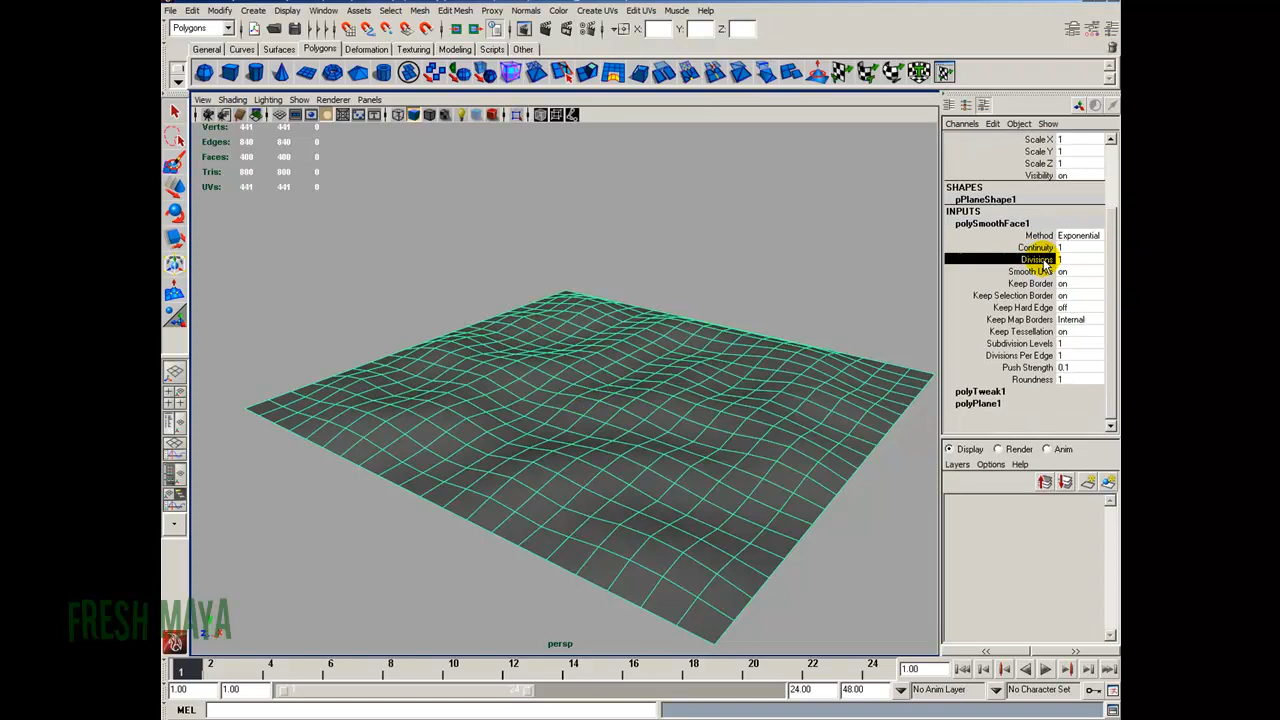 File Edit Modify Create Display Window Assets Select Mesh Edit Mesh Proxy Normals Color Create UVs Edit UVs Muscle Help
Polygons X: Y: Z:
General Curves Surfaces Polygons Deformation Texturing Modeling Scripts Other
View Shading Lighting Show Renderer Panels
Verts: 441 441 0
Edges: 840 840 0
Faces: 400 400 0
Tris: 800 800 0
UVs: 441 441 0
Channels Edit Object Show
Scale X 1
Scale Y 1
Scale Z 1
Visibility on
SHAPES
pPlaneShape1
INPUTS
polySmoothFace1
Method Exponential
Continuity 1
Divisions 1
Smooth UVs on
Keep Border on
Keep Selection Border on
Keep Hard Edge off
Keep Map Borders Internal
Keep Tessellation on
Subdivision Levels 1
Divisions Per Edge 1
Push Strength 0.1
Roundness 1
polyTweak1
polyPlane1
Display Render Anim
Layers Options Help
FRESH MAYA
persp
1 2 4 6 8 10 12 14 16 18 20 22 24 1.00
1.00 1.00 24.00 48.00 No Anim Layer No Character Set
MEL